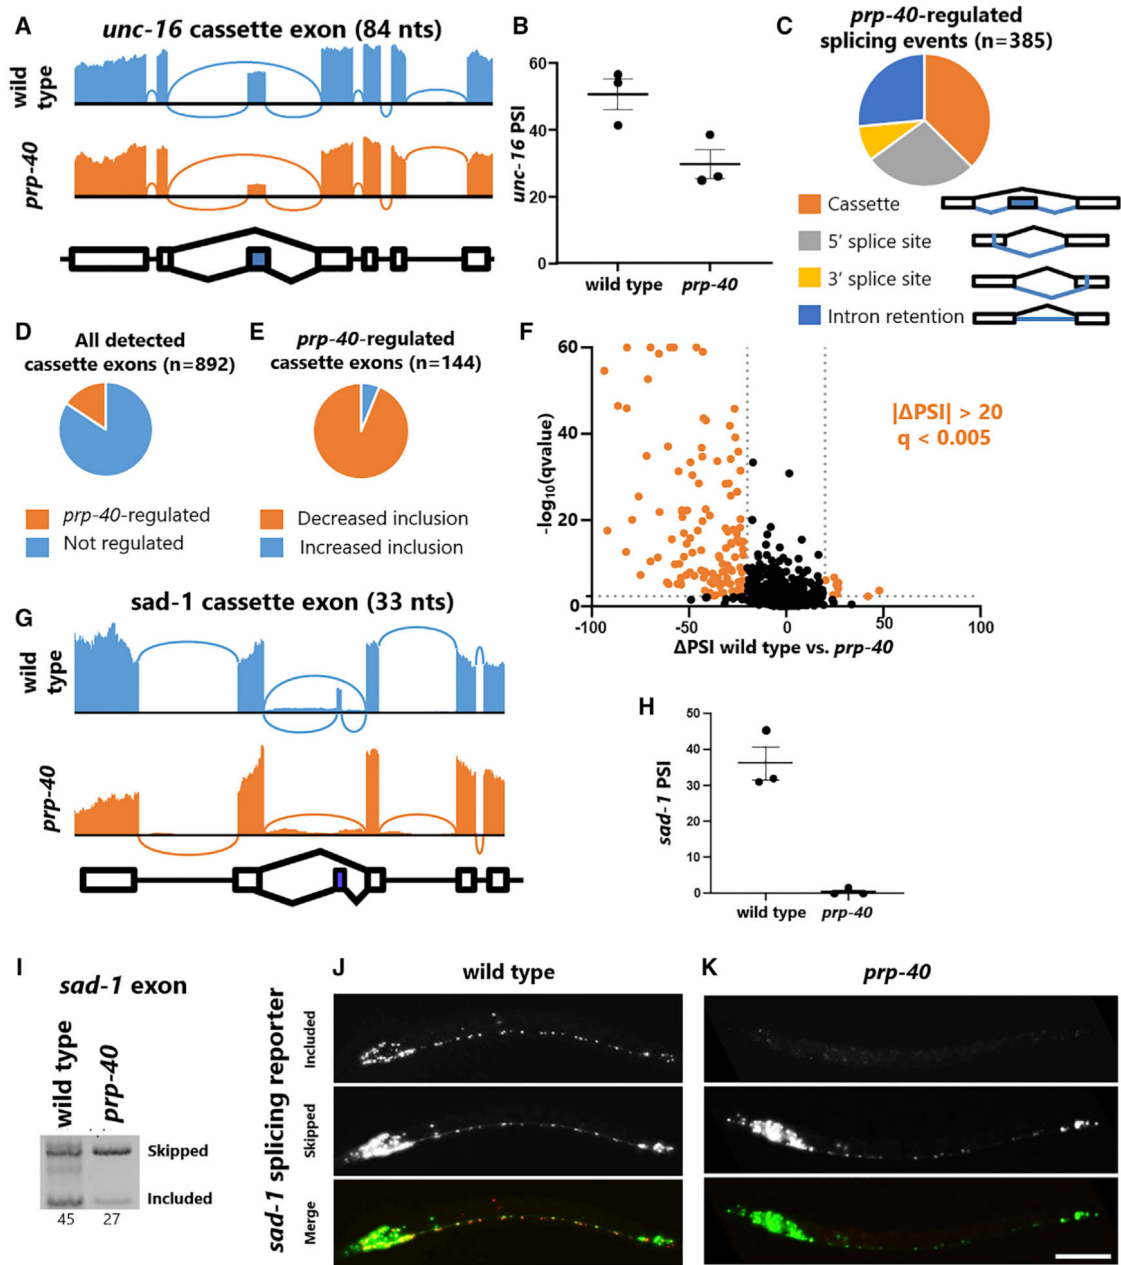 A
unc-16 cassette exon (84 nts)
wild type
prp-40
B
unc-16 PSI
60
40
20
0
wild type
prp-40
C
prp-40-regulated
splicing events (n=385)
Cassette
5' splice site
3' splice site
Intron retention
D
All detected
cassette exons (n=892)
prp-40-regulated
Not regulated
E
prp-40-regulated
cassette exons (n=144)
Decreased inclusion
Increased inclusion
F
-log10(qvalue)
60
40
20
0
-100
-50
0
50
100
ΔPSI wild type vs. prp-40
|ΔPSI| > 20
q < 0.005
G
sad-1 cassette exon (33 nts)
wild type
prp-40
H
sad-1 PSI
50
40
30
20
10
0
wild type
prp-40
I
sad-1 exon
wild type
prp-40
Skipped
Included
45
27
sad-1 splicing reporter
J
wild type
Included
Skipped
Merge
K
prp-40